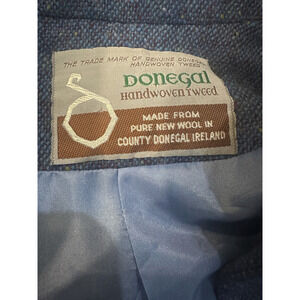 THE TRADE MARK OF GENUINE DONEGAL
HANDWOVEN TWEED
DONEGAL
HANDWOVEN TWEED
MADE FROM
PURE NEW WOOL IN
COUNTY DONEGAL IRELAND